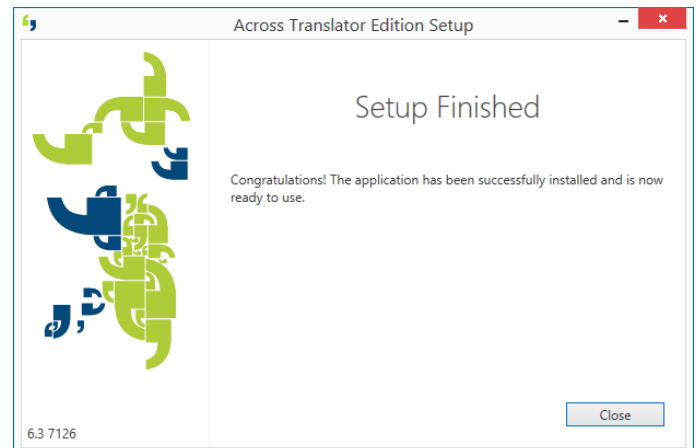 Across Translator Edition Setup
Setup Finished
Congratulations! The application has been successfully installed and is now
ready to use.
Close
6.3 7126